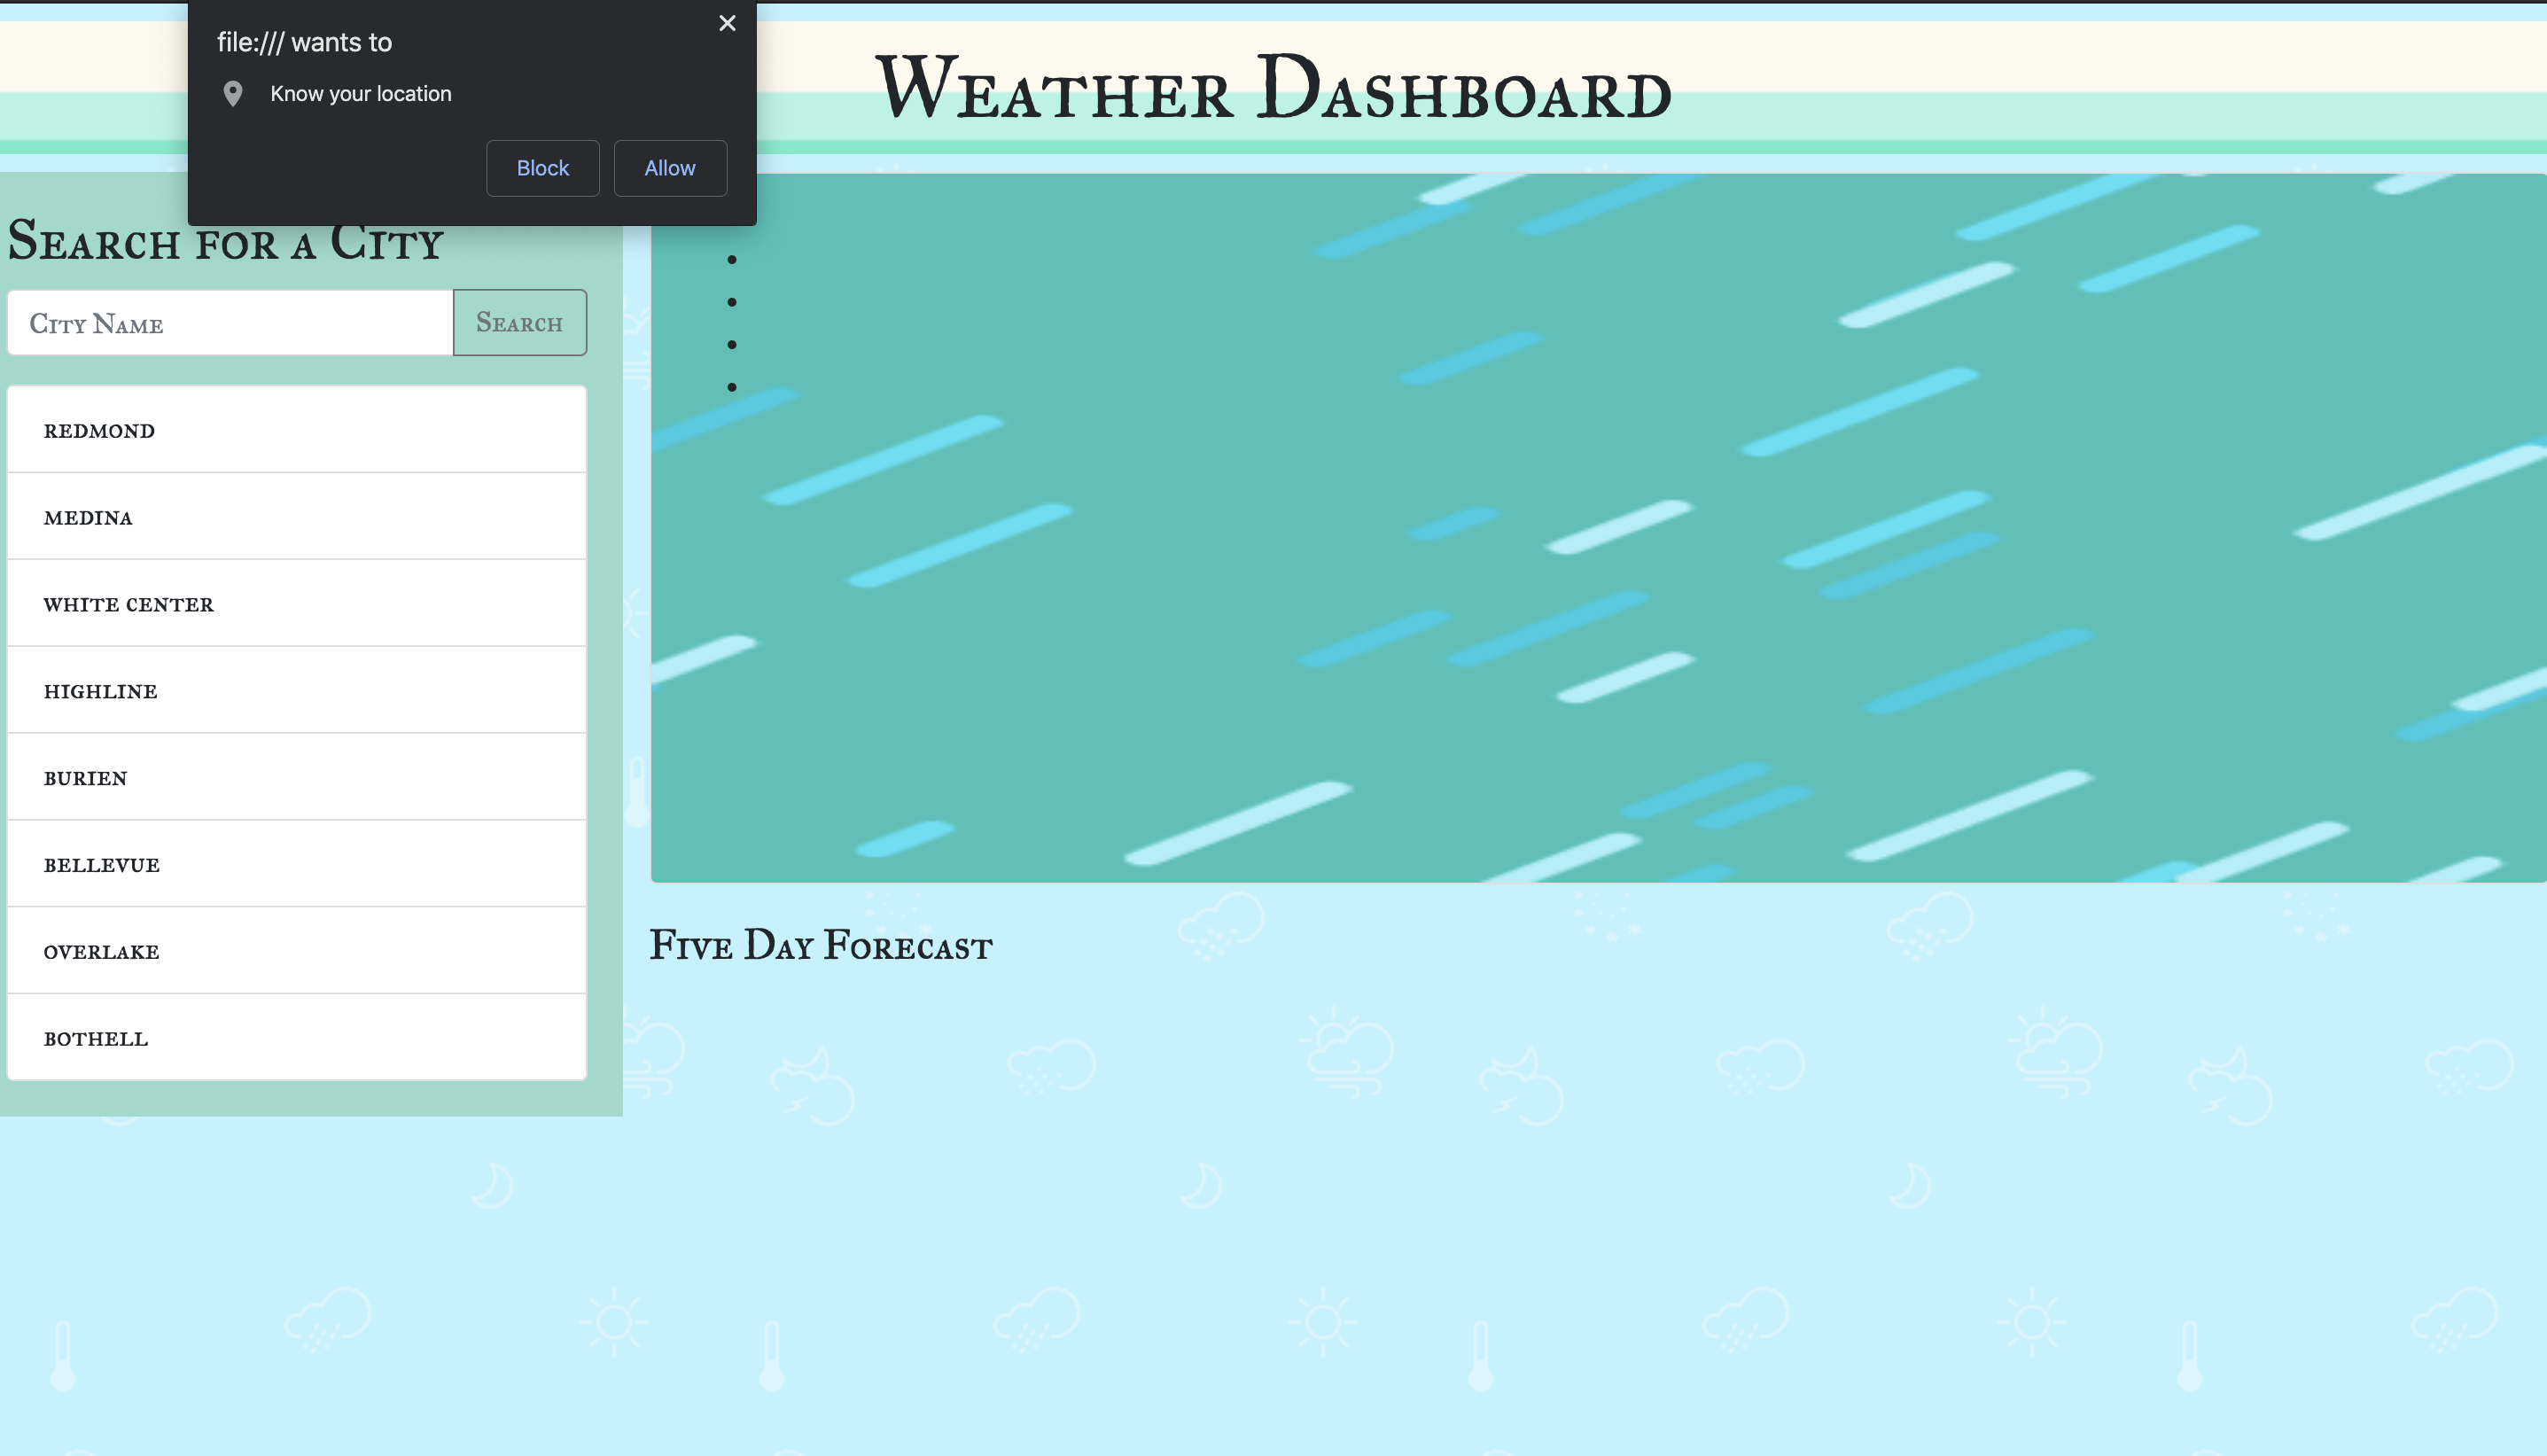 file:/// wants to
Know your location
Block
Allow
Weather Dashboard
Search for a City
City Name
Search
redmond
medina
white center
highline
burien
bellevue
overlake
bothell
Five Day Forecast